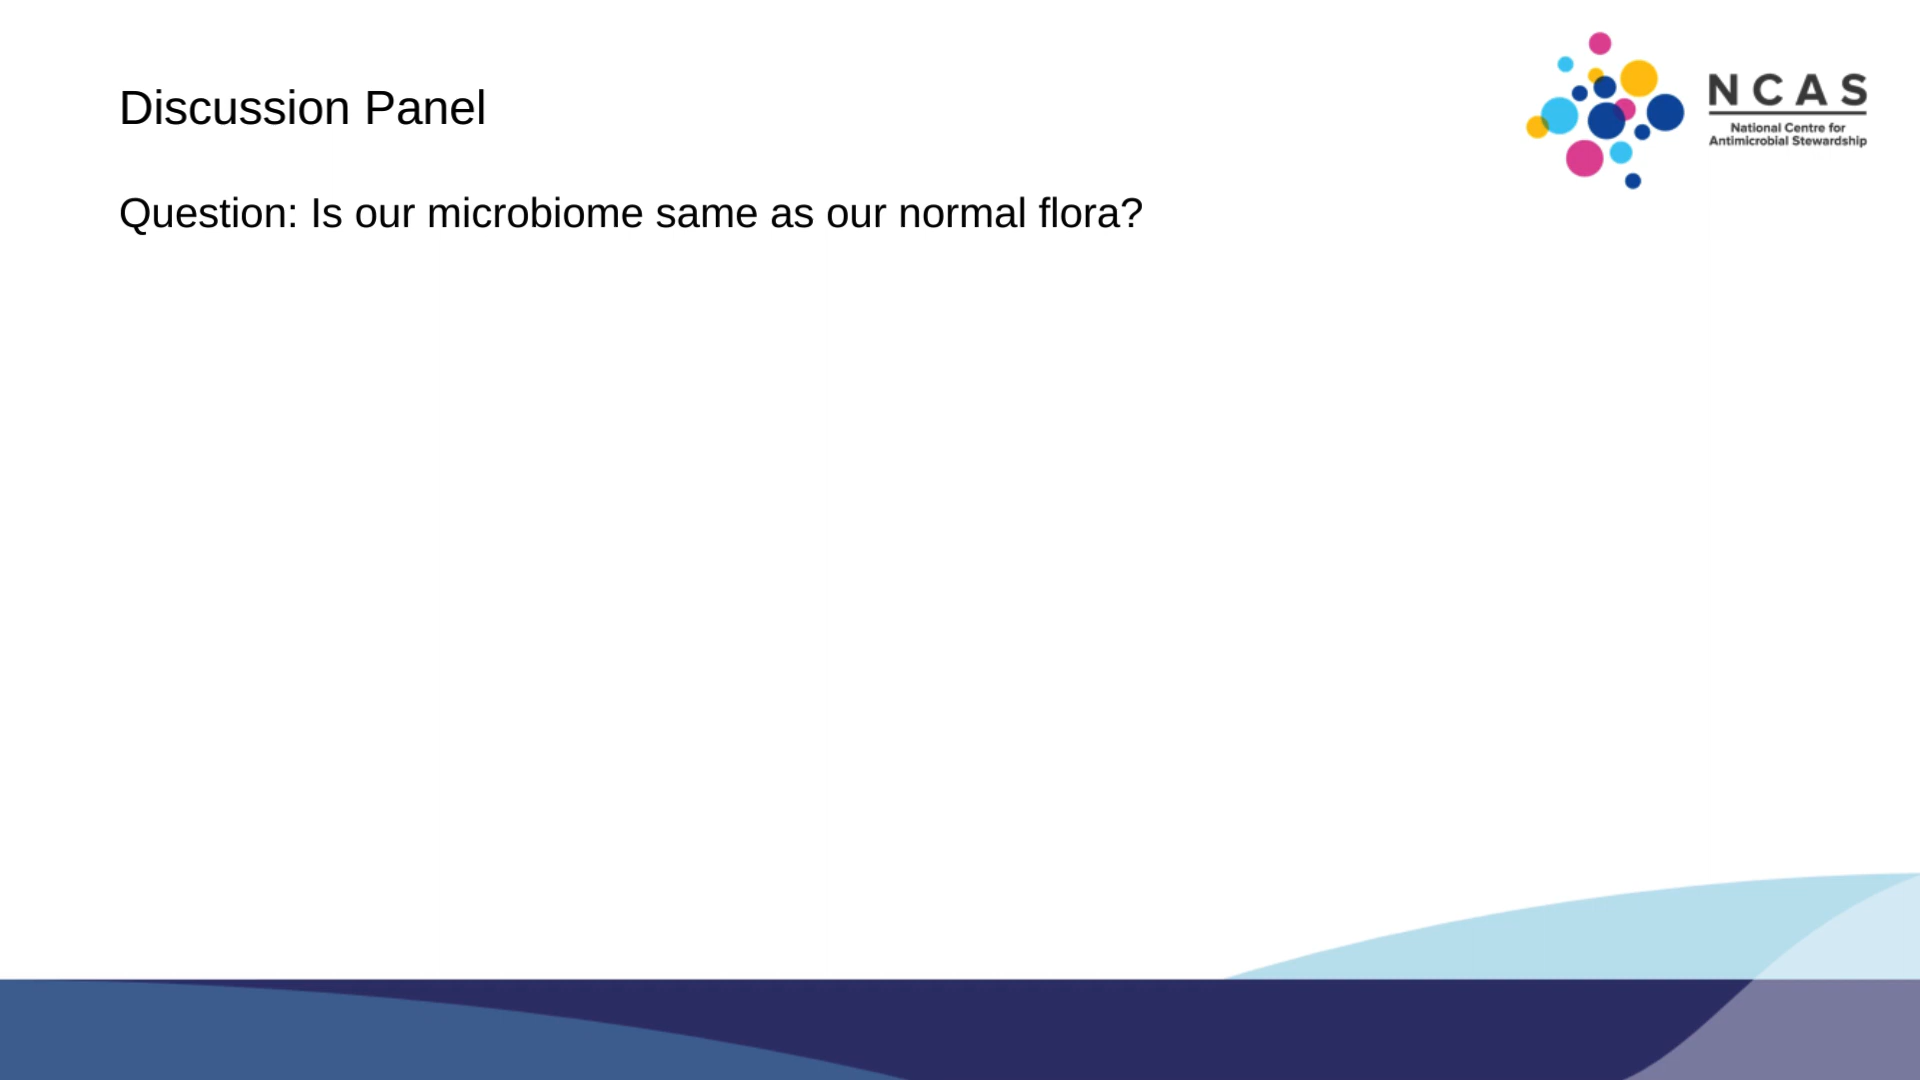 Discussion Panel
Question: Is our microbiome same as our normal flora?
NCAS
National Centre for
Antimicrobial Stewardship